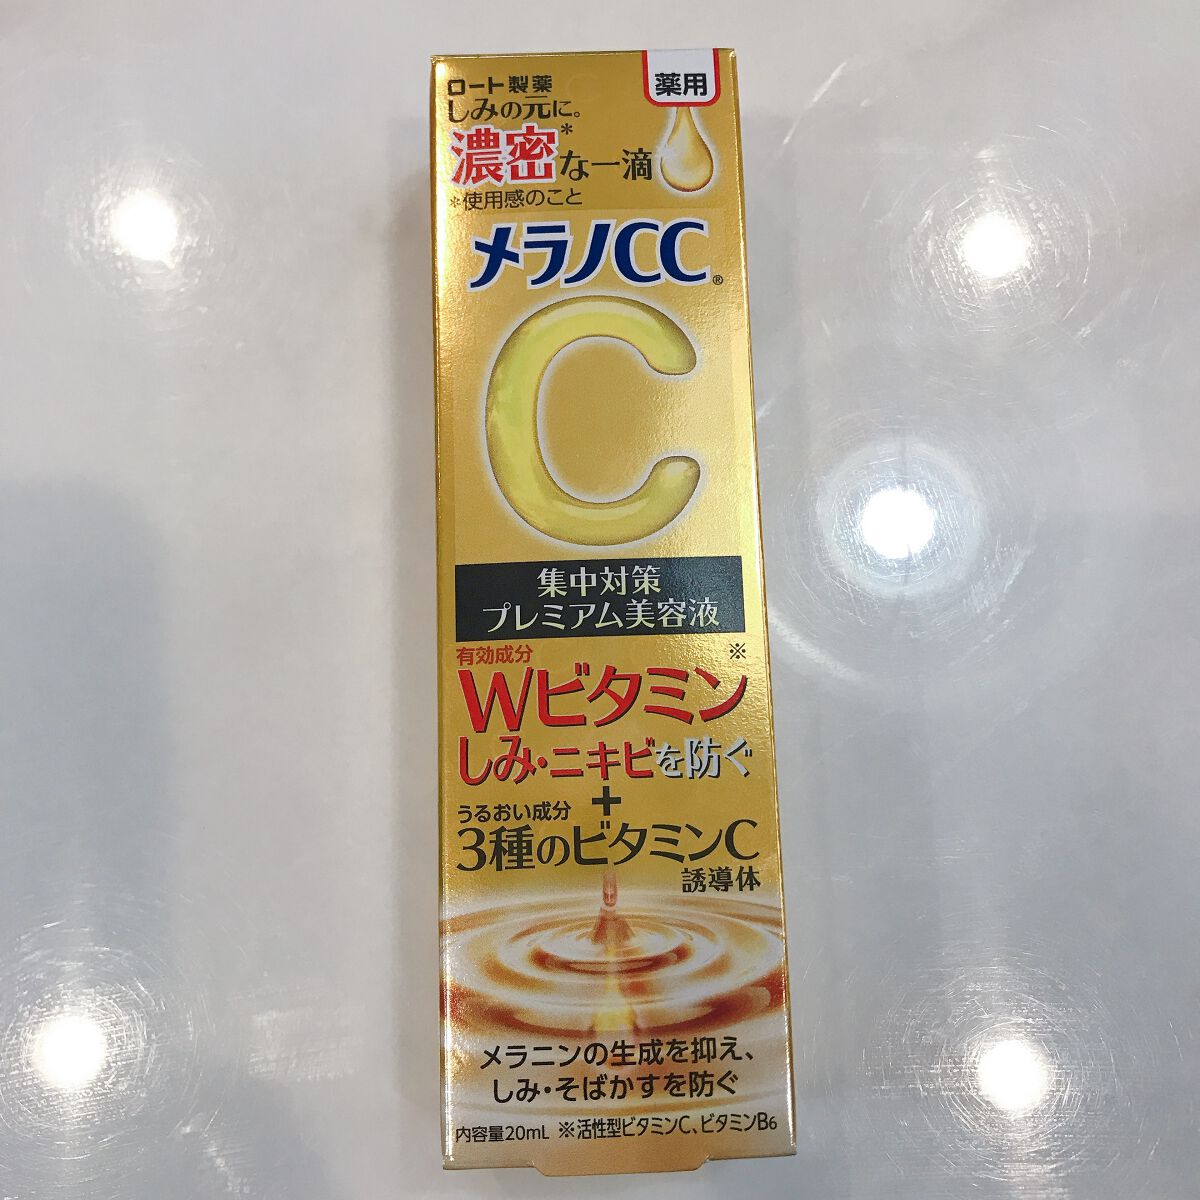 薬用
ロート製薬
しみの元に。
濃密*な一滴
*使用感のこと
メラノCC®
C
集中対策
プレミアム美容液
有効成分
Wビタミン※
しみ・ニキビを防ぐ
+
うるおい成分
3種のビタミンC
誘導体
メラニンの生成を抑え、
しみ・そばかすを防ぐ
内容量20mL ※活性型ビタミンC、ビタミンB6